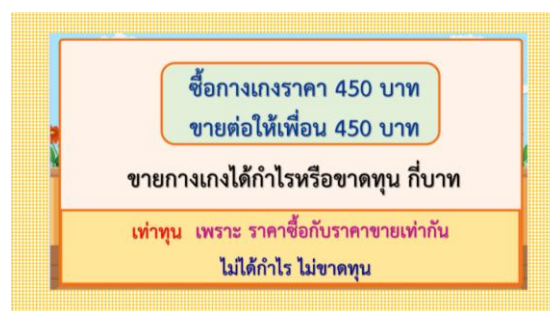 ซื้อกางเกงราคา 450 บาท
ขายต่อให้เพื่อน 450 บาท
ขายกางเกงได้กำไรหรือขาดทุน กี่บาท
เท่าทุน เพราะ ราคาซื้อกับราคาขายเท่ากัน
ไม่ได้กำไร ไม่ขาดทุน